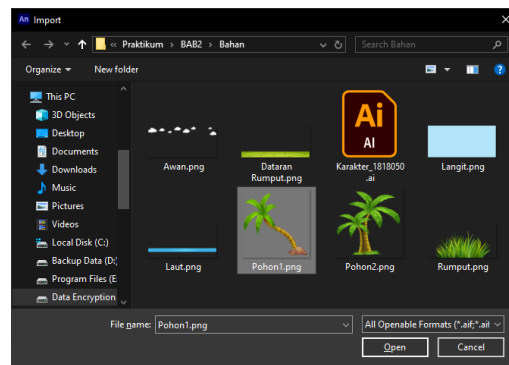 An Import
« Praktikum › BAB2 › Bahan
Search Bahan
Organize
New folder
This PC
3D Objects
Desktop
Documents
Downloads
Music
Pictures
Videos
Local Disk (C:)
Backup Data (D:)
Program Files (E
Data Encryption
Awan.png
Dataran
Rumput.png
Ai
AI
Karakter_1818050
.ai
Langit.png
Laut.png
Pohon1.png
Pohon2.png
Rumput.png
File name:
Pohon1.png
All Openable Formats (*.aif;*.aif
Open
Cancel